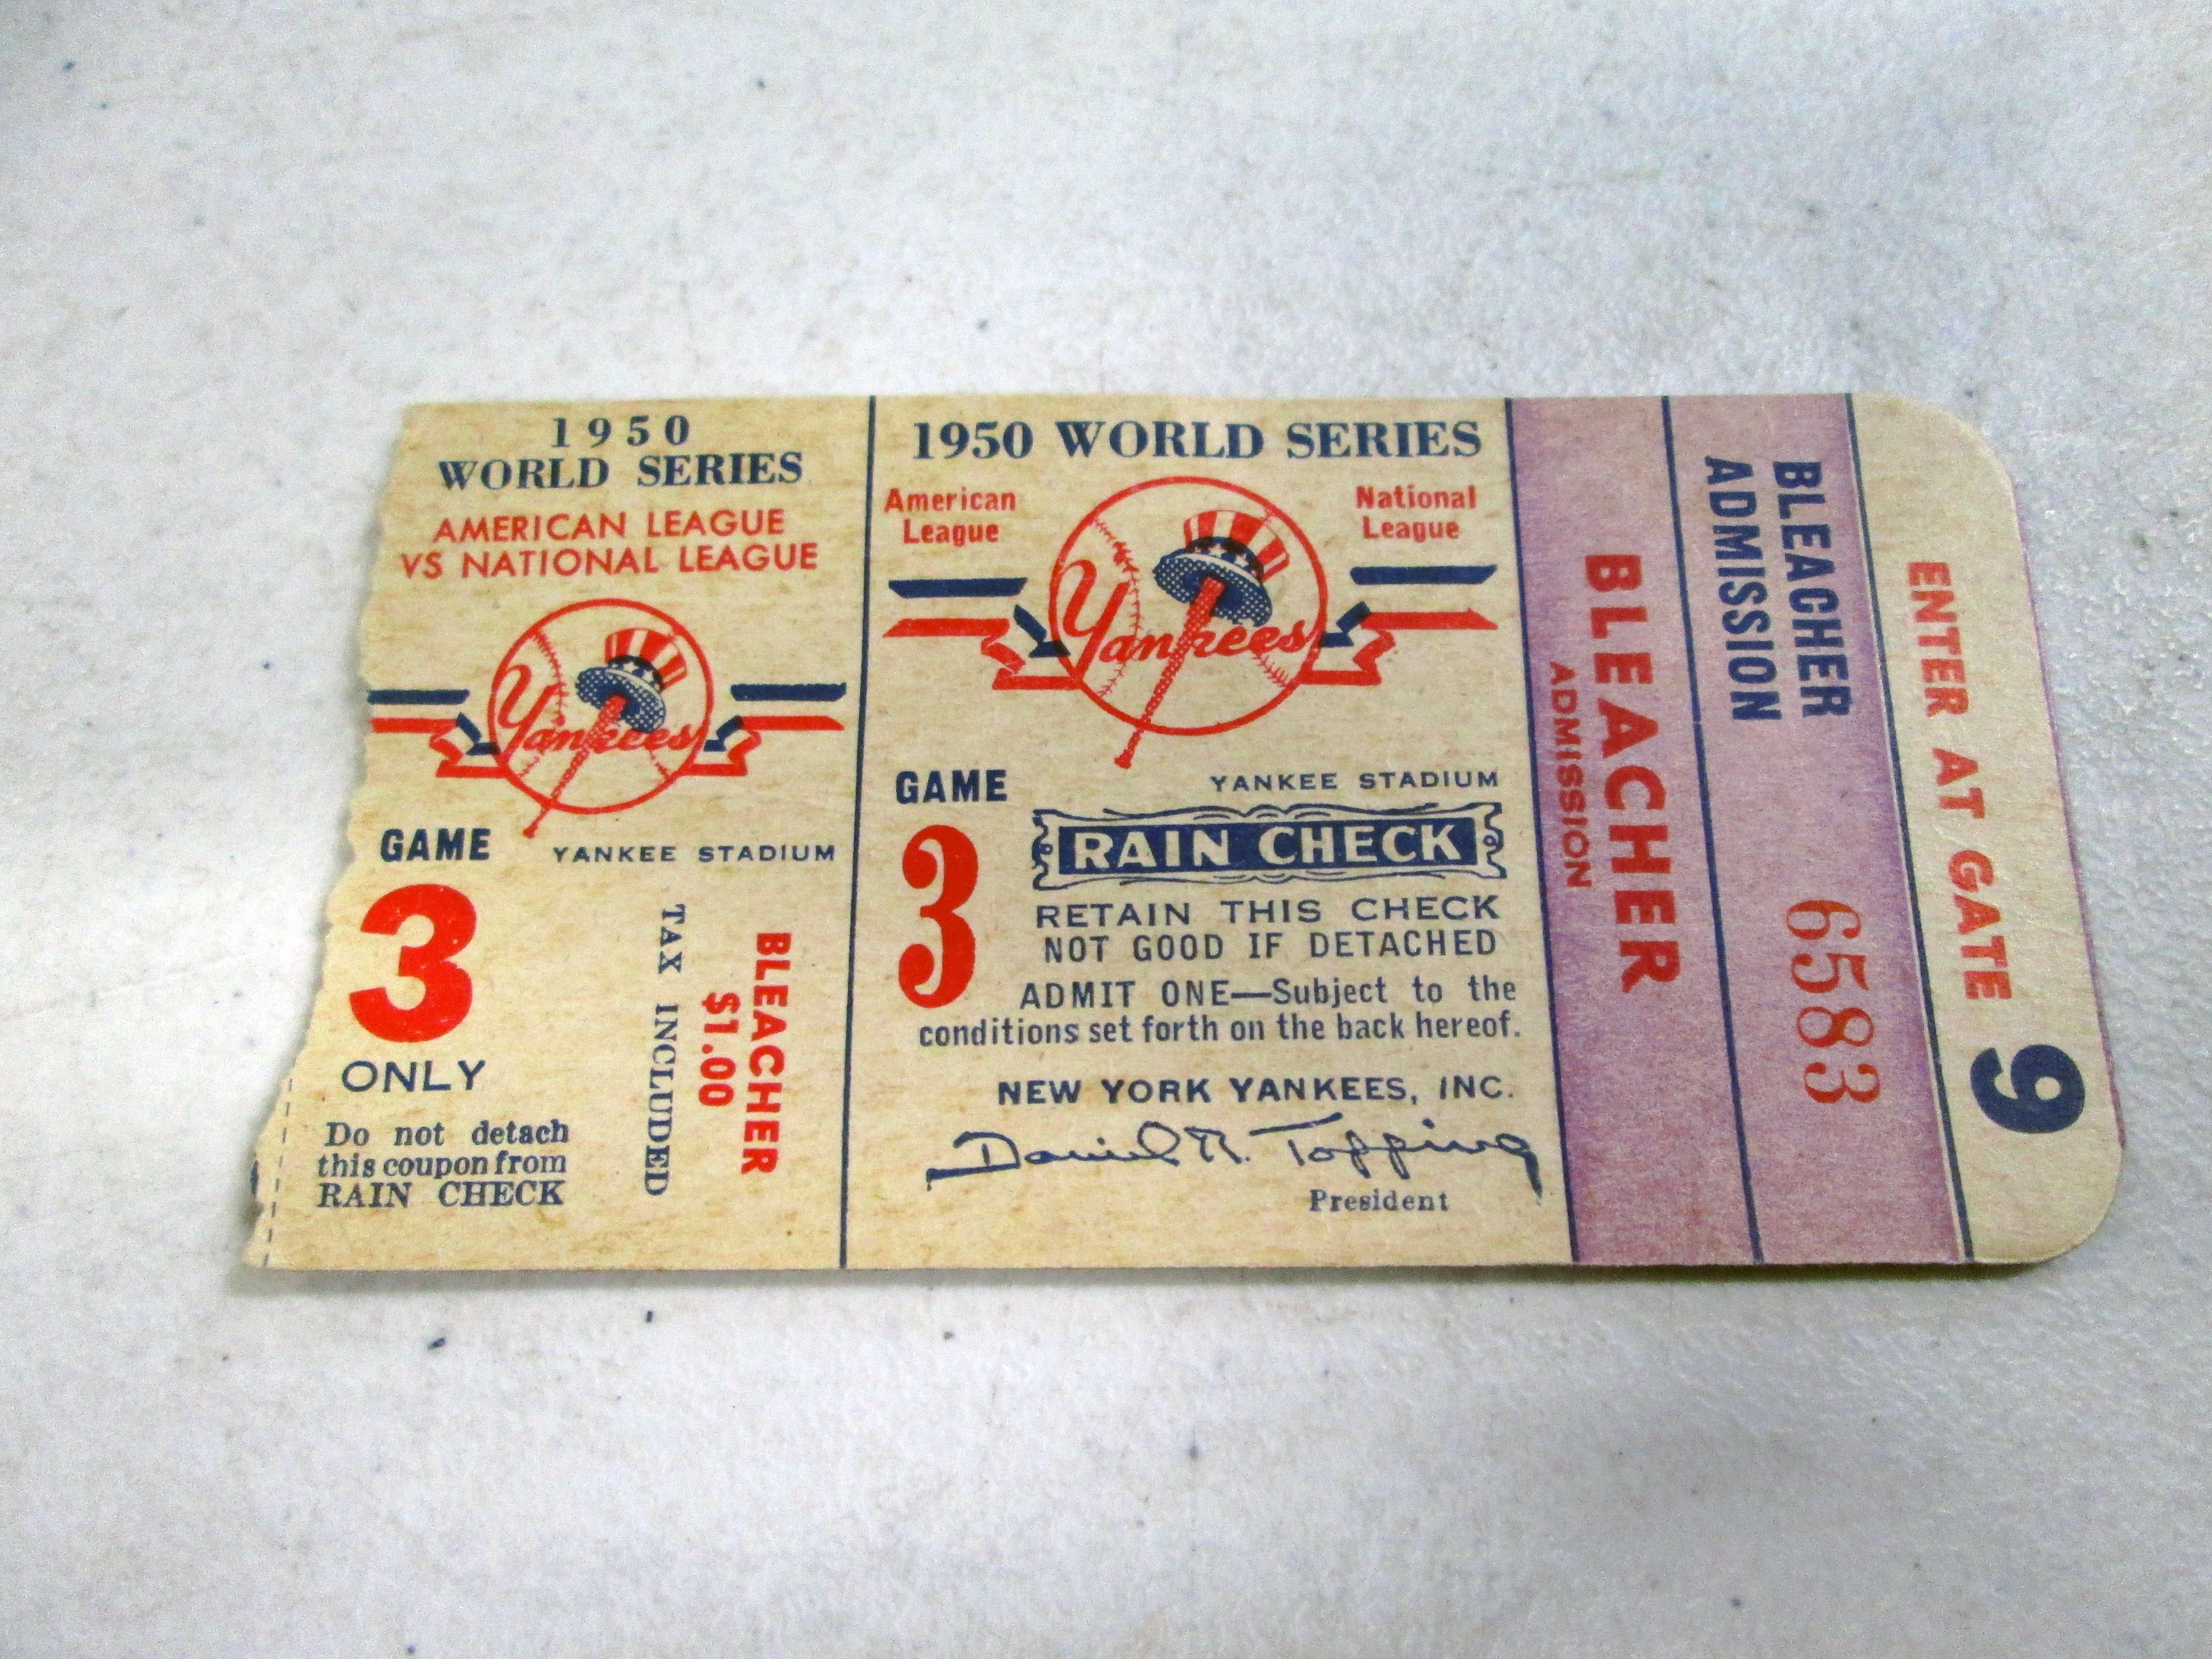 1950
WORLD SERIES
AMERICAN LEAGUE
VS NATIONAL LEAGUE
Yankees
GAME
YANKEE STADIUM
3
ONLY
Do not detach
this coupon from
RAIN CHECK
TAX INCLUDED
BLEACHER
$1.00
1950 WORLD SERIES
American
League
National
League
Yankees
GAME
YANKEE STADIUM
3
RAIN CHECK
RETAIN THIS CHECK
NOT GOOD IF DETACHED
ADMIT ONE—Subject to the
conditions set forth on the back hereof.
NEW YORK YANKEES, INC.
Daniel R. Topping
President
BLEACHER
ADMISSION
BLEACHER
ADMISSION
6583
ENTER AT GATE 9